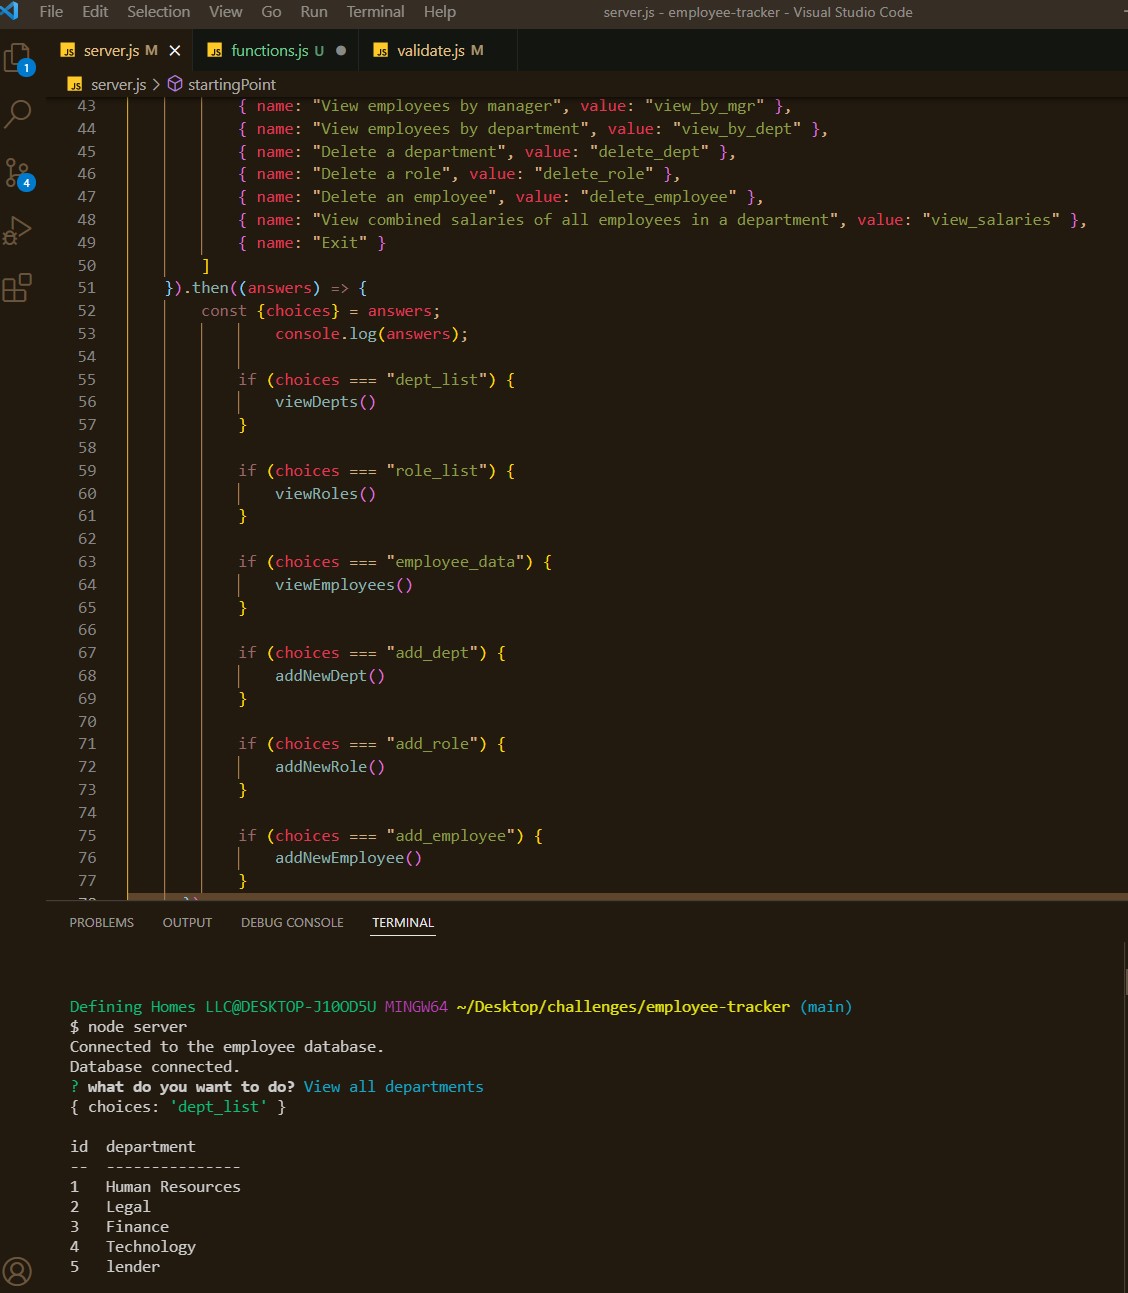 File Edit Selection View Go Run Terminal Help server.js - employee-tracker - Visual Studio Code
JS server.js M × JS functions.js U ● JS validate.js M
1
JS server.js > startingPoint
43 { name: "View employees by manager", value: "view_by_mgr" },
44 { name: "View employees by department", value: "view_by_dept" },
45 { name: "Delete a department", value: "delete_dept" },
46 { name: "Delete a role", value: "delete_role" },
4
47 { name: "Delete an employee", value: "delete_employee" },
48 { name: "View combined salaries of all employees in a department", value: "view_salaries" },
49 { name: "Exit" }
50 ]
51 }).then((answers) => {
52 const {choices} = answers;
53 console.log(answers);
54
55 if (choices === "dept_list") {
56 viewDepts()
57 }
58
59 if (choices === "role_list") {
60 viewRoles()
61 }
62
63 if (choices === "employee_data") {
64 viewEmployees()
65 }
66
67 if (choices === "add_dept") {
68 addNewDept()
69 }
70
71 if (choices === "add_role") {
72 addNewRole()
73 }
74
75 if (choices === "add_employee") {
76 addNewEmployee()
77 }
PROBLEMS OUTPUT DEBUG CONSOLE TERMINAL
Defining Homes LLC@DESKTOP-J10OD5U MINGW64 ~/Desktop/challenges/employee-tracker (main)
$ node server
Connected to the employee database.
Database connected.
? what do you want to do? View all departments
{ choices: 'dept_list' }
id department
-- ---------------
1 Human Resources
2 Legal
3 Finance
4 Technology
5 lender